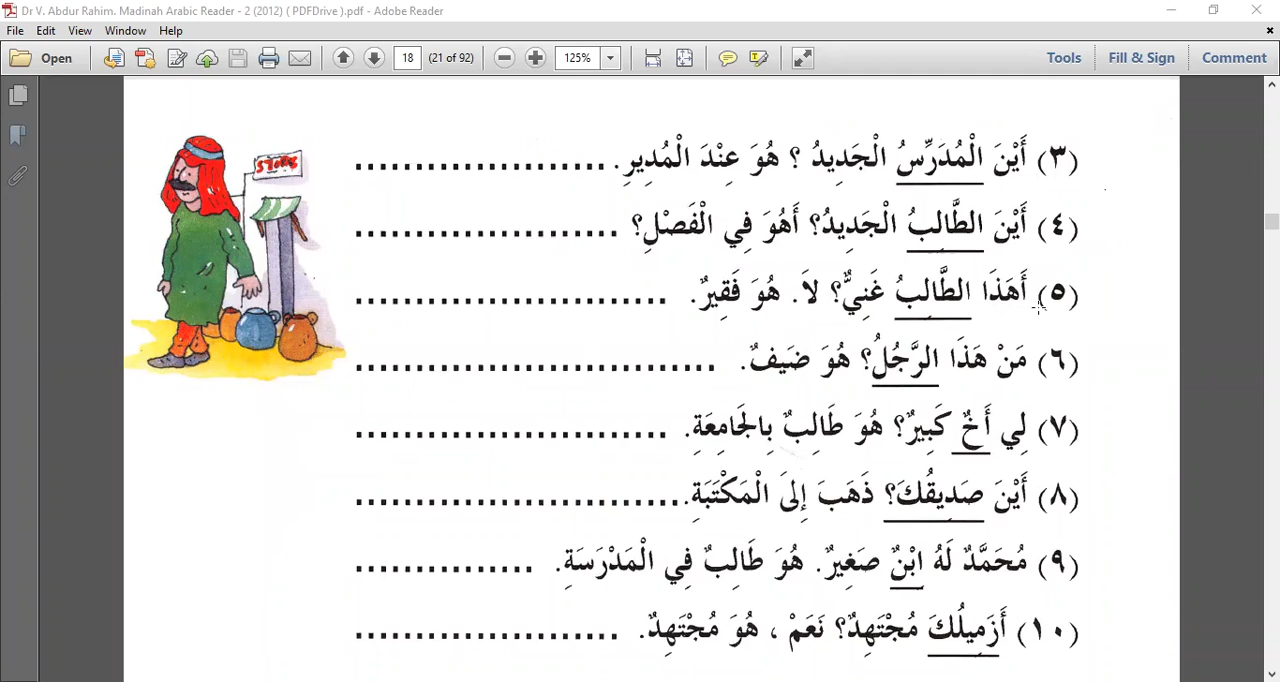 Dr V. Abdur Rahim. Madinah Arabic Reader - 2 (2012) ( PDFDrive ).pdf - Adobe Reader
File Edit View Window Help
Open 18 (21 of 92) 125% Tools Fill & Sign Comment
(٣) أَيْنَ الْمُدَرِّسُ الْجَدِيدُ ؟ هُوَ عِنْدَ الْمُدِيرِ. .....................
(٤) أَيْنَ الطَّالِبُ الْجَدِيدُ؟ أَهُوَ فِي الْفَصْلِ؟ ......................
(٥) أَهَذَا الطَّالِبُ غَنِيٌّ؟ لاَ. هُوَ فَقِيرٌ. ..........................
(٦) مَنْ هَذَا الرَّجُلُ؟ هُوَ ضَيفٌ. ..............................
(٧) لِي أَخٌ كَبِيرٌ؟ هُوَ طَالِبٌ بِالجَامِعَةِ. ..........................
(٨) أَيْنَ صَدِيقُكَ؟ ذَهَبَ إِلىَ الْمَكْتَبَةِ. ...........................
(٩) مُحَمَّدٌ لَهُ ابْنٌ صَغِيرٌ. هُوَ طَالِبٌ فِي الْمَدْرَسَةِ. ...............
(١٠) أَزَمِيلُكَ مُجْتَهِدٌ؟ نَعَمْ ، هُوَ مُجْتَهِدٌ. ......................